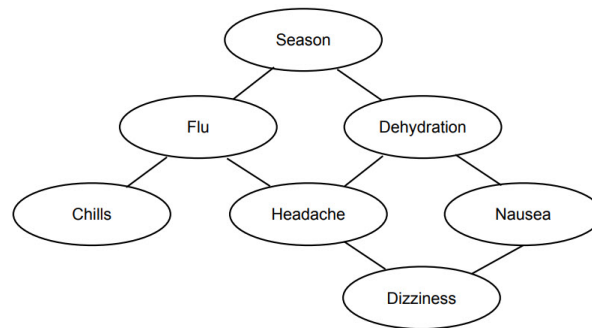 Season
Flu
Dehydration
Chills
Headache
Nausea
Dizziness